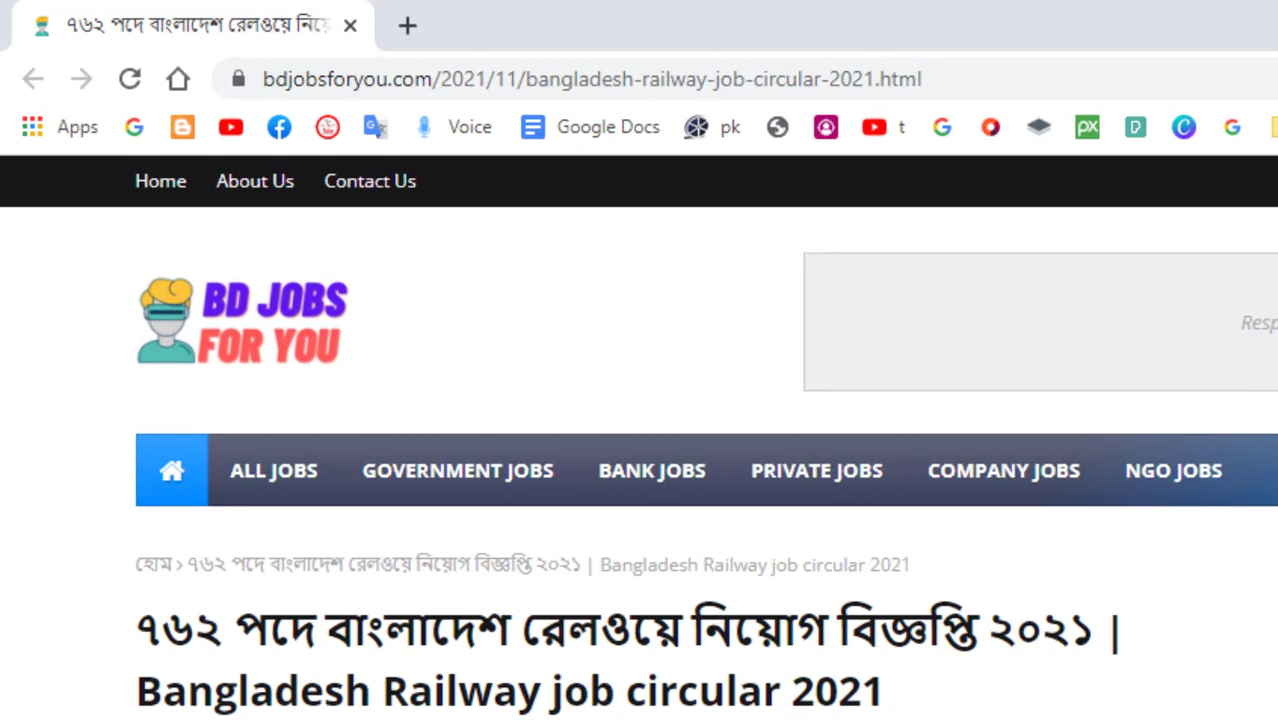 ৭৬২ পদে বাংলাদেশ রেলওয়ে নিয়ে
bdjobsforyou.com/2021/11/bangladesh-railway-job-circular-2021.html
Apps Voice Google Docs pk t
Home About Us Contact Us
BD JOBS
FOR YOU
Resp
ALL JOBS GOVERNMENT JOBS BANK JOBS PRIVATE JOBS COMPANY JOBS NGO JOBS
হোম › ৭৬২ পদে বাংলাদেশ রেলওয়ে নিয়োগ বিজ্ঞপ্তি ২০২১ | Bangladesh Railway job circular 2021
৭৬২ পদে বাংলাদেশ রেলওয়ে নিয়োগ বিজ্ঞপ্তি ২০২১ |
Bangladesh Railway job circular 2021